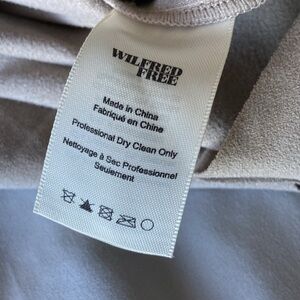 WILFRED
FREE
Made in China
Fabriqué en Chine
Professional Dry Clean Only
Nettoyage à Sec Professionnel
Seulement